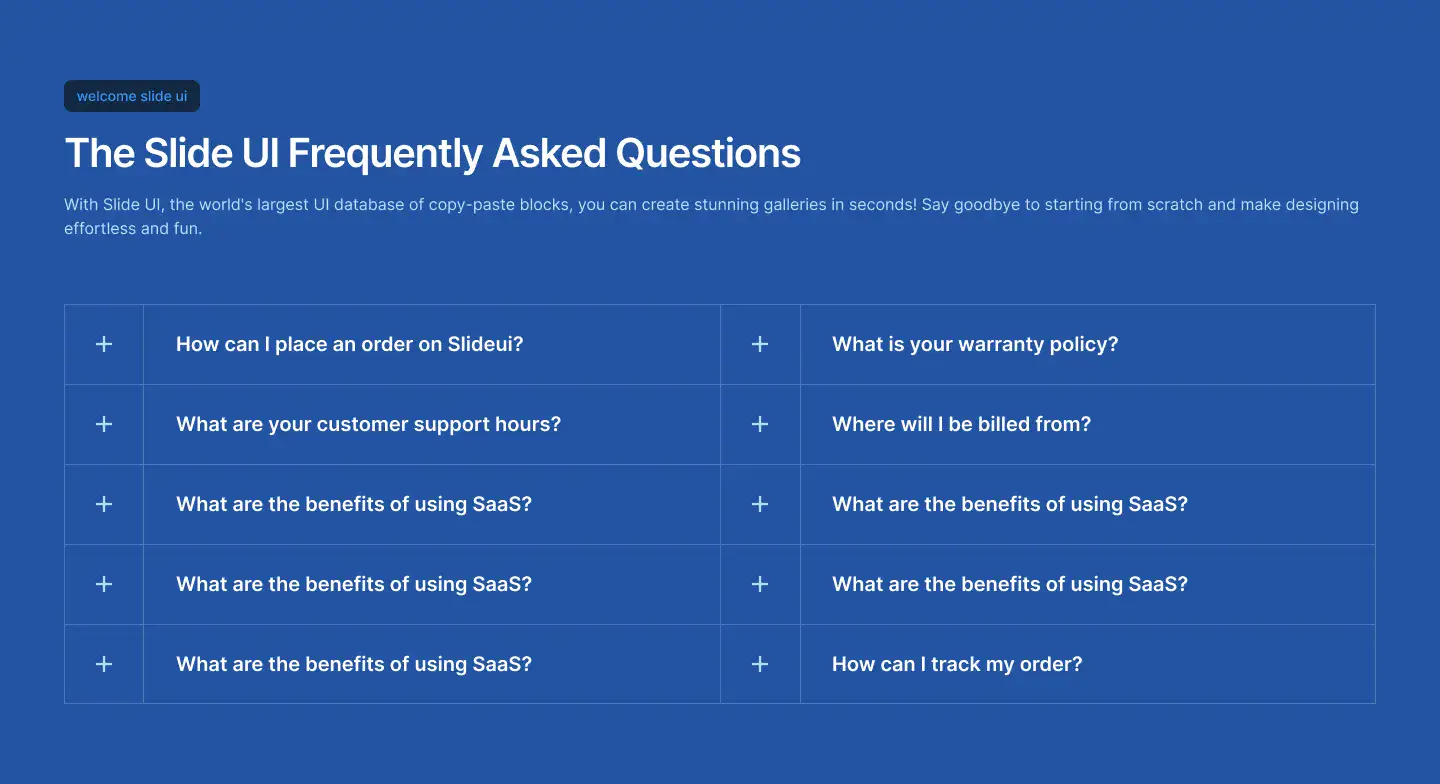 welcome slide ui
The Slide UI Frequently Asked Questions
With Slide UI, the world's largest UI database of copy-paste blocks, you can create stunning galleries in seconds! Say goodbye to starting from scratch and make designing
effortless and fun.
How can I place an order on Slideui?
What is your warranty policy?
What are your customer support hours?
Where will I be billed from?
What are the benefits of using SaaS?
What are the benefits of using SaaS?
What are the benefits of using SaaS?
What are the benefits of using SaaS?
What are the benefits of using SaaS?
How can I track my order?